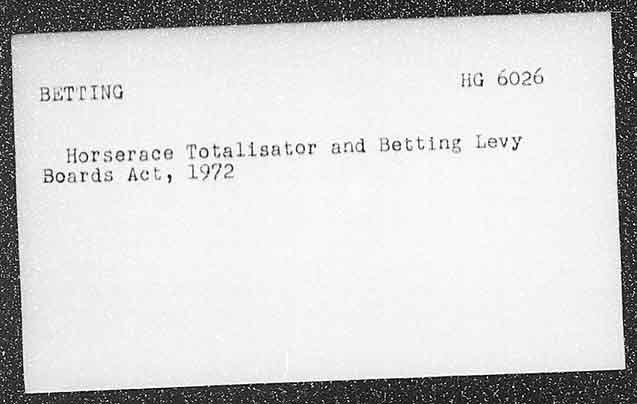 BETTING HG 6026
Horserace Totalisator and Betting Levy
Boards Act, 1972